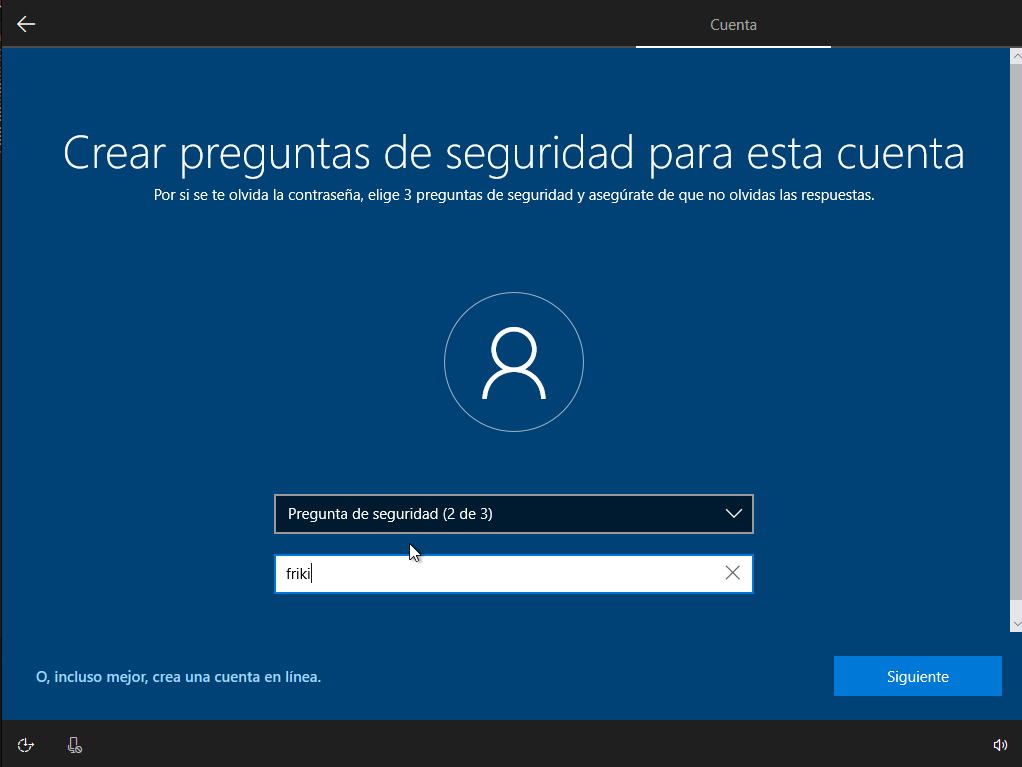 Cuenta
Crear preguntas de seguridad para esta cuenta
Por si se te olvida la contraseña, elige 3 preguntas de seguridad y asegúrate de que no olvidas las respuestas.
Pregunta de seguridad (2 de 3)
friki
O, incluso mejor, crea una cuenta en línea.
Siguiente